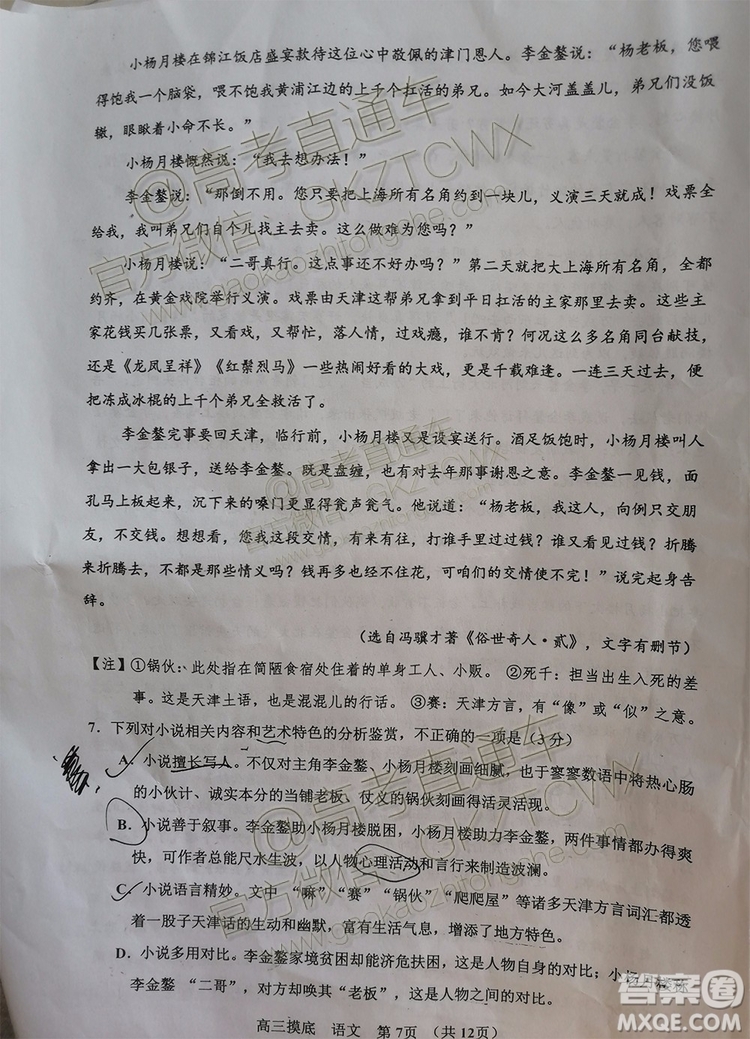 小杨月楼在锦江饭店盛宴款待这位心中敬佩的津门恩人。李金鏊说：“杨老板，您喂
得饱我一个脑袋，喂不饱我黄浦江边的上千个扛活的弟兄。如今大河盖盖儿，弟兄们没饭
辙，眼瞅着小命不长。”
小杨月楼慨然说：“我去想办法！”
李金鏊说：“那倒不用。您只要把上海所有名角约到一块儿，义演三天就成！戏票全
给我，我叫弟兄们自个儿找主去卖。这么做难为您吗？”
小杨月楼说：“二哥真行。这点事还不好办吗？”第二天就把上海所有名角，全都
约齐，在黄金戏院举行义演。戏票由天津这帮弟兄拿到平日扛活的主家那里去卖。这些主
家花钱买几张票，又看戏，又帮忙，落人情，过戏瘾，谁不肯？何况这么多名角同台献技，
还是《龙凤呈祥》《红鬃烈马》一些热闹好看的大戏，更是千载难逢。一连三天过去，便
把冻成冰棍的上千个弟兄全救活了。
李金鏊完事要回天津，临行前，小杨月楼又是设宴送行。酒足饭饱时，小杨月楼叫人
拿出一大包银子，送给李金鏊。既是盘缠，也有对去年那事谢恩之意。李金鏊一见钱，面
孔马上板起来，沉下来的嗓门更显得瓮声瓮气。他说道：“杨老板，我这人，向例只交朋
友，不交钱。想想看，您我这段交情，有来有往，打谁手里过过钱？谁又看见过钱？折腾
来折腾去，不都是那些情义吗？钱再多也经不住花，可咱们的交情使不完！”说完起身告
辞。
（选自冯骥才著《俗世奇人·贰》，文字有删节）
【注】①锅伙：此处指在简陋食宿处住着的单身工人、小贩。 ②死千：担当出生入死的差
事。这是天津土语，也是混混儿的行话。 ③赛：天津方言，有“像”或“似”之意。
7. 下列对小说相关内容和艺术特色的分析鉴赏，不正确的一项是（3分）
A．小说擅长写人。不仅对主角李金鏊、小杨月楼刻画细腻，也于寥寥数语中将热心肠
的小伙计、诚实本分的当铺老板、仗义的锅伙刻画得活灵活现。
B．小说善于叙事。李金鏊助小杨月楼脱困，小杨月楼助力李金鏊，两件事情都办得爽
快，可作者总能尺水生波，以人物心理活动和言行来制造波澜。
C．小说语言精妙。文中“嘛”“赛”“锅伙”“爬爬屋”等诸多天津方言词汇都有
着一股子天津话的生动和幽默，富有生活气息，增添了地方特色。
D．小说多用对比。李金鏊家境贫困却能济危扶困，这是人物自身的对比；小杨月楼称
李金鏊“二哥”，对方却唤其“老板”，这是人物之间的对比。
高三摸底 语文 第7页 （共12页）
@高考直通车
官方微信：GKZTCWX
www.gaokaozhitongche.com
@高考直通车
官方微信：GKZTCWX
www.gaokaozhitongche.com
@高考直通车
官方微信：GKZTCWX
www.gaokaozhitongche.com
答案圈
MXQE.COM